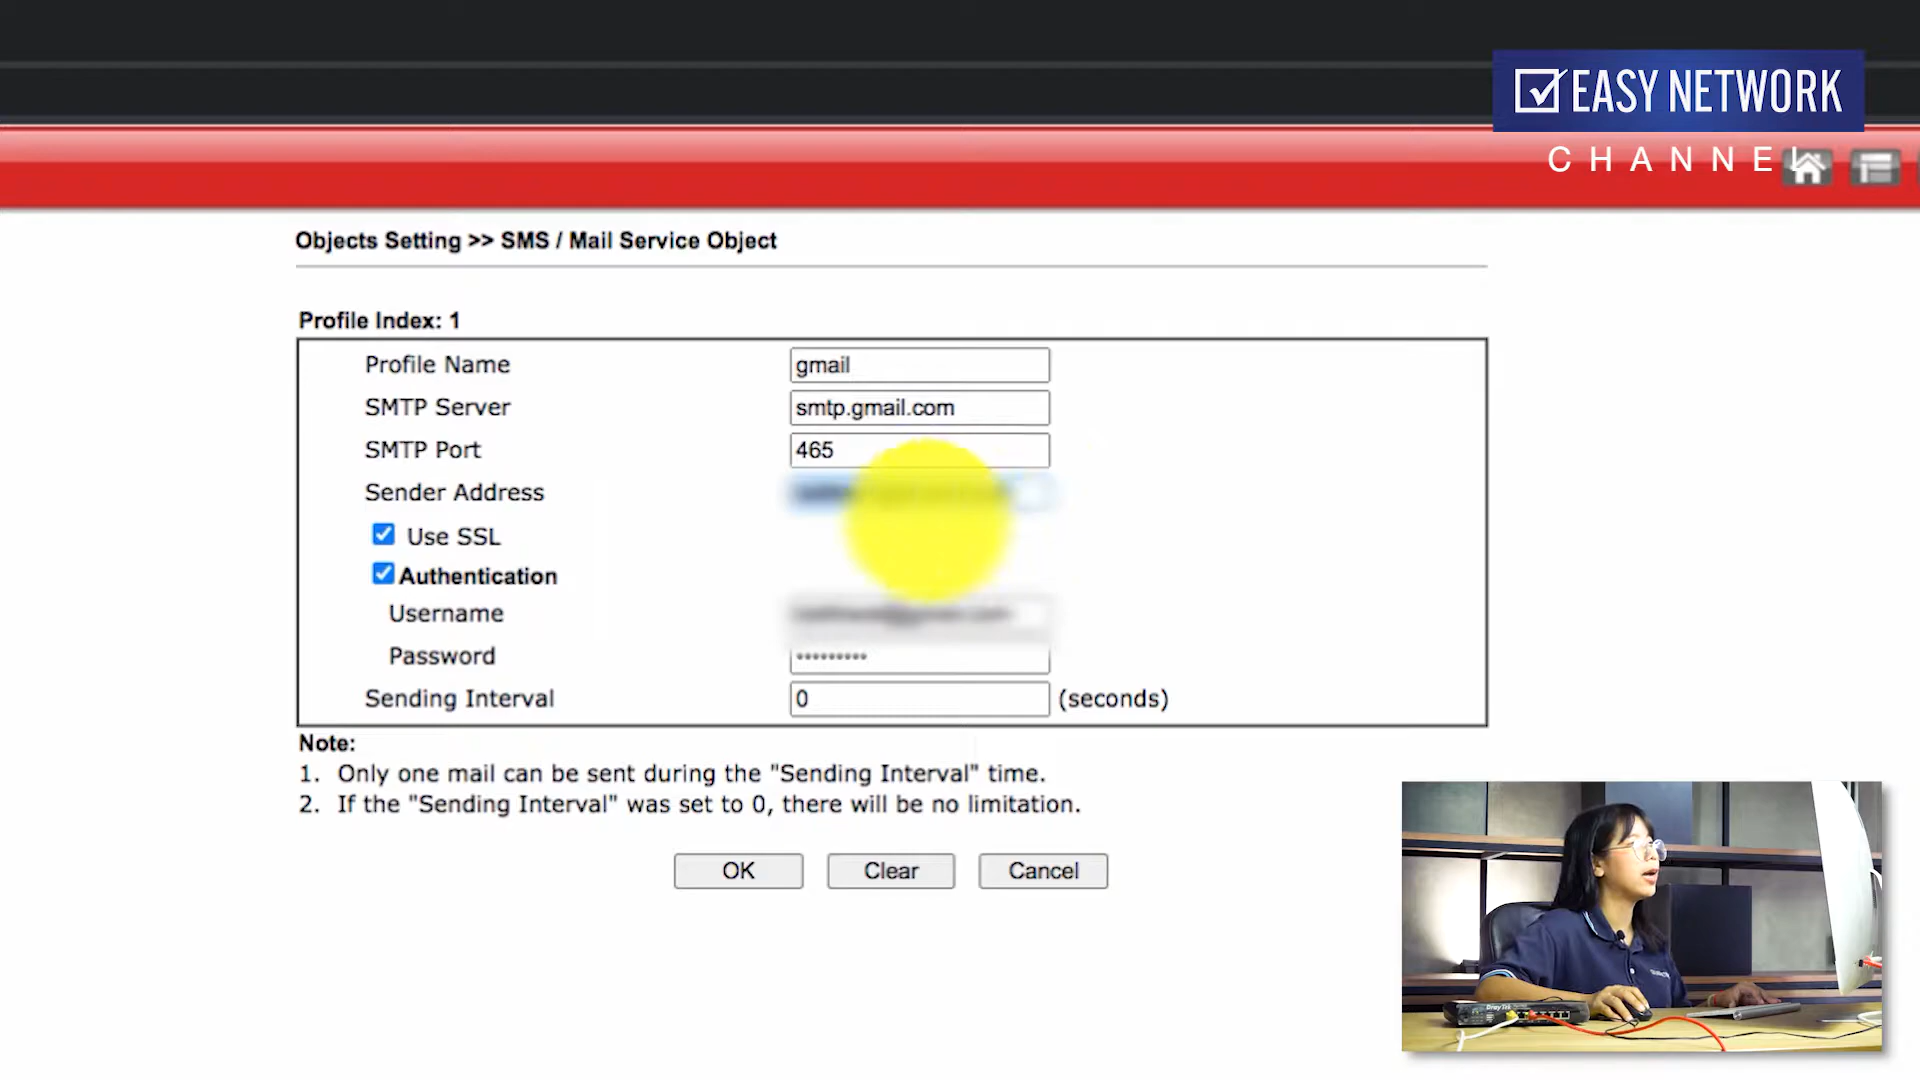 EASY NETWORK
CHANNEL
Objects Setting >> SMS / Mail Service Object
Profile Index: 1
Profile Name gmail
SMTP Server smtp.gmail.com
SMTP Port 465
Sender Address
Use SSL
Authentication
Username
Password •••••••••
Sending Interval 0 (seconds)
Note:
1. Only one mail can be sent during the "Sending Interval" time.
2. If the "Sending Interval" was set to 0, there will be no limitation.
OK Clear Cancel
DrayTek